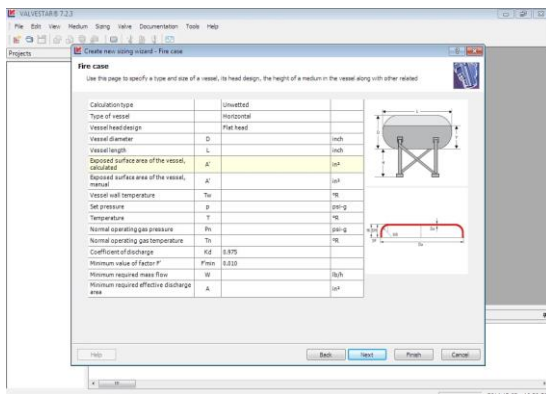 VALVESTAR® 7.2.3
File Edit View Medium Sizing Valve Documentation Tools Help
Projects
Create new sizing wizard - Fire case
Fire case
Use this page to specify a type and size of a vessel, its head design, the height of a medium in the vessel along with other related
Calculation type Unwetted
Type of vessel Horizontal
Vessel head design Flat head
Vessel diameter D inch
Vessel length L inch
Exposed surface area of the vessel, calculated A' in²
Exposed surface area of the vessel, manual A' in²
Vessel wall temperature Tw °R
Set pressure p psi-g
Temperature T °R
Normal operating gas pressure Pn psi-g
Normal operating gas temperature Tn °R
Coefficient of discharge Kd 0.975
Minimum value of factor F' F'min 0.010
Minimum required mass flow W lb/h
Minimum required effective discharge area A in²
L
Help Back Next Finish Cancel